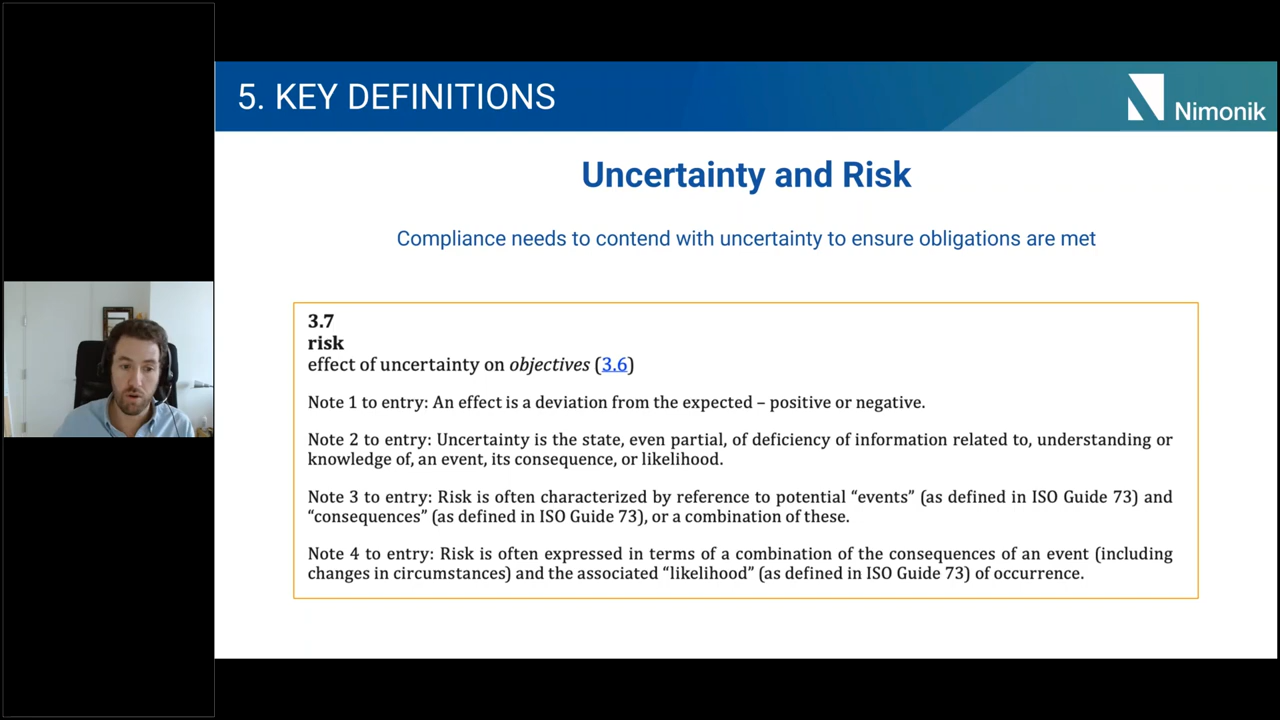 5. KEY DEFINITIONS
Nimonik
Uncertainty and Risk
Compliance needs to contend with uncertainty to ensure obligations are met
3.7
risk
effect of uncertainty on objectives (3.6)
Note 1 to entry: An effect is a deviation from the expected – positive or negative.
Note 2 to entry: Uncertainty is the state, even partial, of deficiency of information related to, understanding or
knowledge of, an event, its consequence, or likelihood.
Note 3 to entry: Risk is often characterized by reference to potential “events” (as defined in ISO Guide 73) and
“consequences” (as defined in ISO Guide 73), or a combination of these.
Note 4 to entry: Risk is often expressed in terms of a combination of the consequences of an event (including
changes in circumstances) and the associated “likelihood” (as defined in ISO Guide 73) of occurrence.